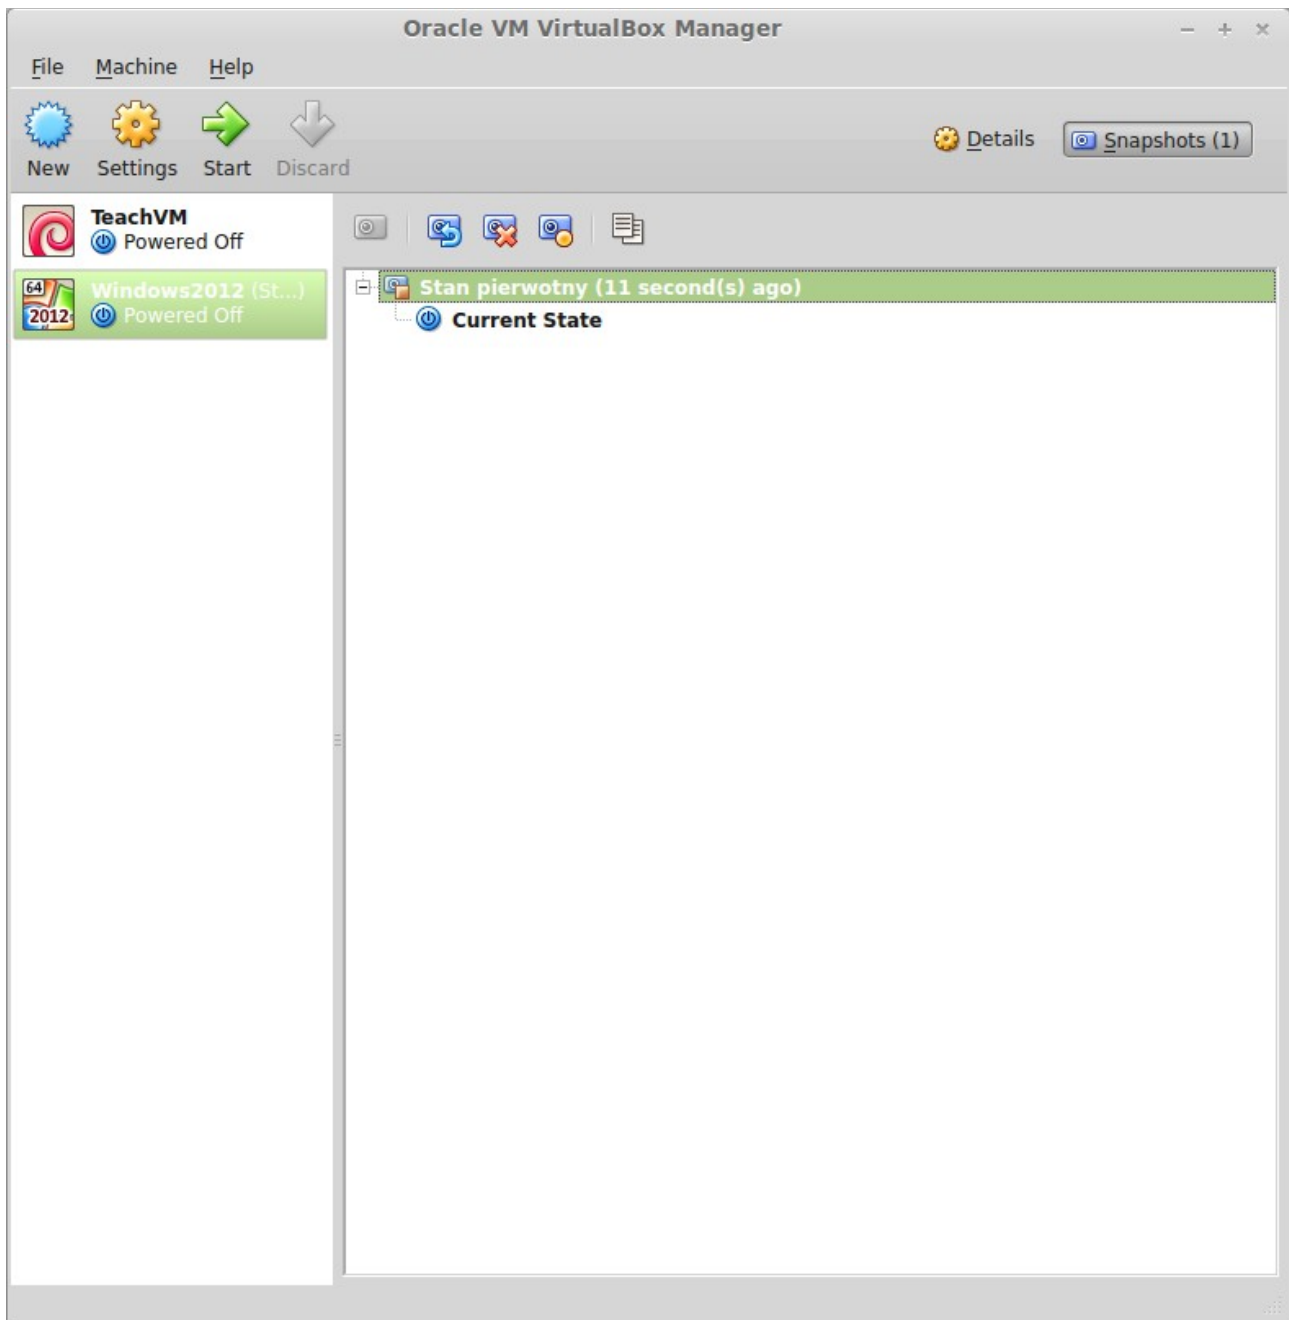 Oracle VM VirtualBox Manager
File Machine Help
New Settings Start Discard
Details Snapshots (1)
TeachVM
Powered Off
64
2012
Windows2012 (St...)
Powered Off
Stan pierwotny (11 second(s) ago)
Current State